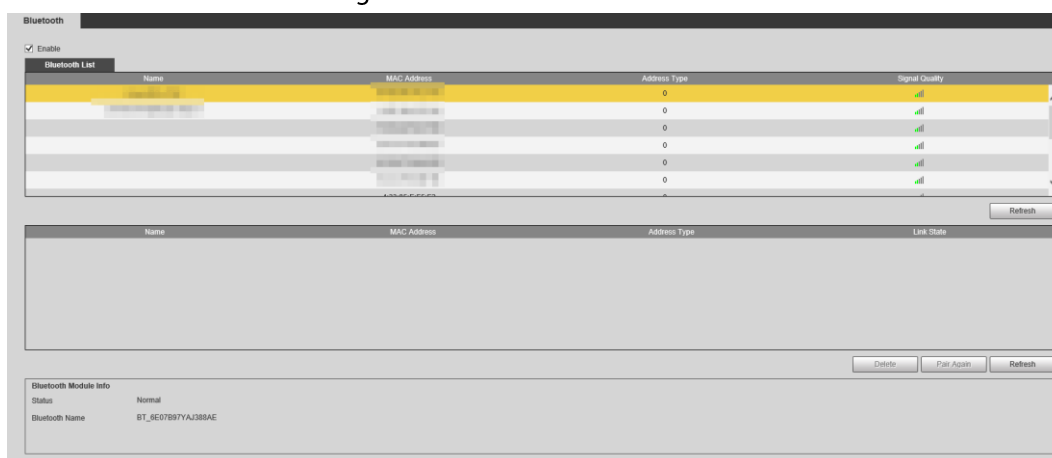 Bluetooth
Enable
Bluetooth List
Name MAC Address Address Type Signal Quality
0
0
0
0
0
0
Refresh
Name MAC Address Address Type Link State
Delete Pair Again Refresh
Bluetooth Module Info
Status Normal
Bluetooth Name BT_6E07B97YAJ388AE